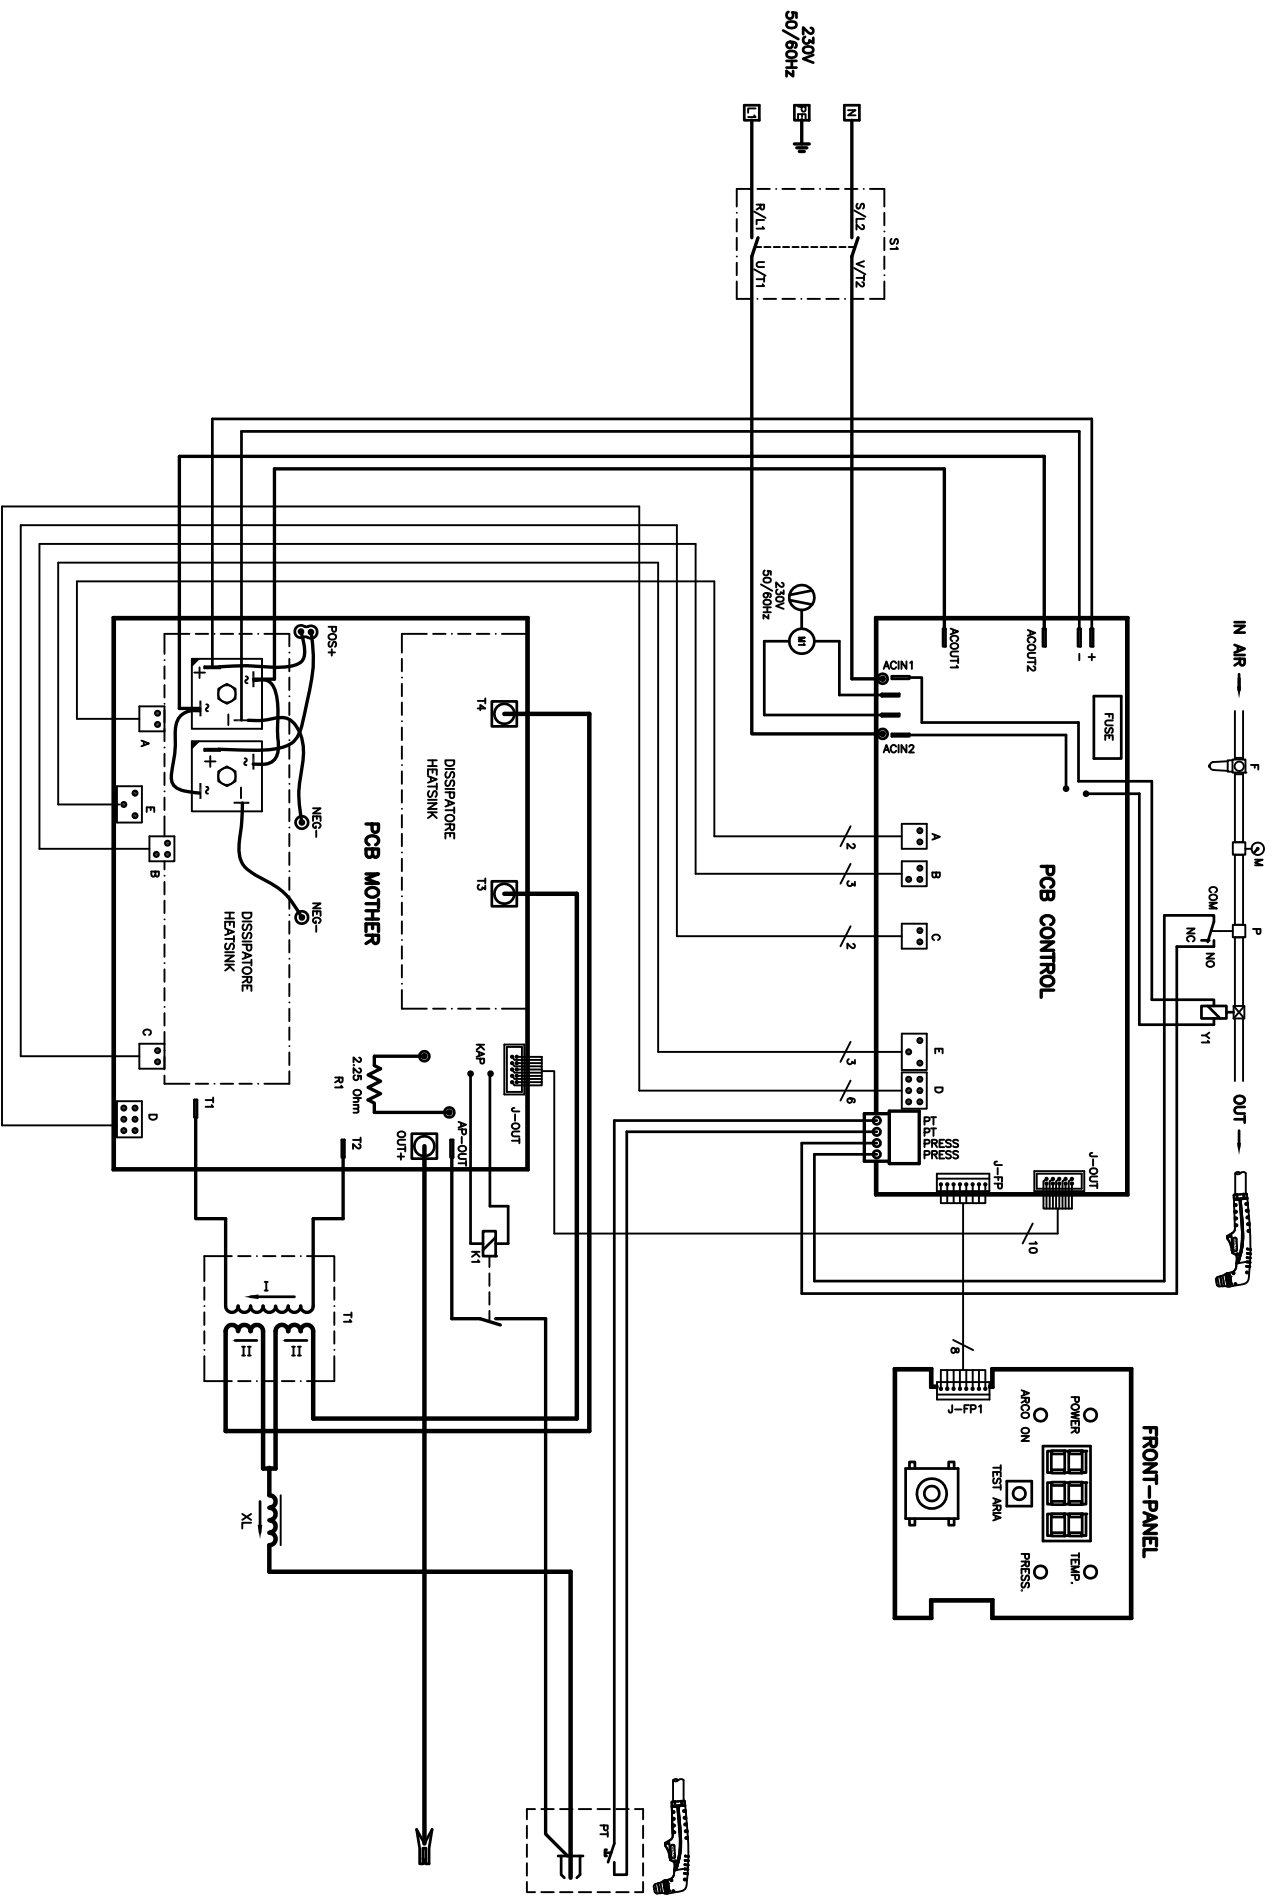 230V
50/60Hz
L1
PE
N
R/L1
U/T1
S/L2
V/T2
S1
IN AIR
F
M
P
COM
NC
NO
Y1
OUT
PCB CONTROL
FUSE
+
-
ACOUT2
ACOUT1
ACIN1
ACIN2
M1
230V
50/60Hz
A
B
C
E
D
2
3
2
3
6
PT
PT
PRESS
PRESS
J-FP
J-OUT
10
8
FRONT-PANEL
J-FP1
POWER
ARCO ON
TEST ARIA
TEMP.
PRESS.
PCB MOTHER
DISSIPATORE
HEATSINK
DISSIPATORE
HEATSINK
POS+
NEG-
NEG-
+
~
~
-
+
~
~
-
T4
T3
A
E
B
C
D
T1
T2
2.25 Ohm
R1
KAP
J-OUT
AP-OUT
OUT+
K1
T1
I
II
II
XL
PT